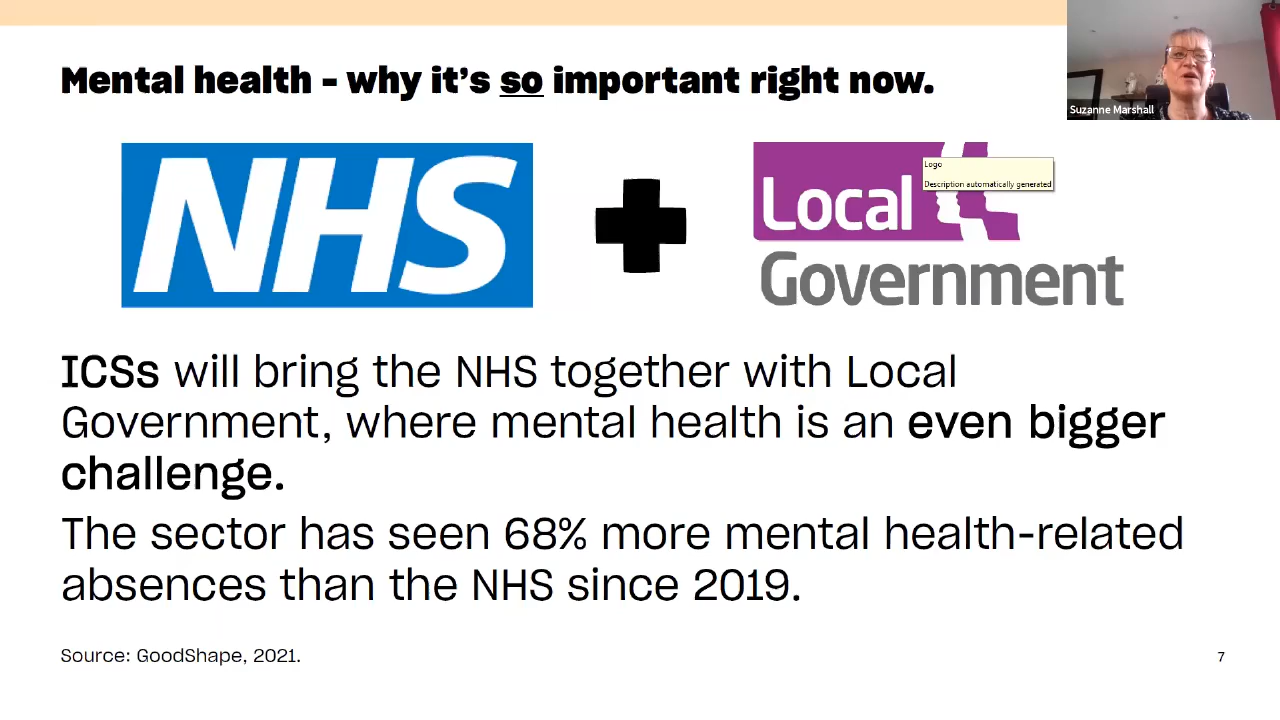 Mental health - why it's so important right now.
Suzanne Marshall
NHS
Local
Government
Logo
Description automatically generated
ICSs will bring the NHS together with Local
Government, where mental health is an even bigger
challenge.
The sector has seen 68% more mental health-related
absences than the NHS since 2019.
Source: GoodShape, 2021.
7